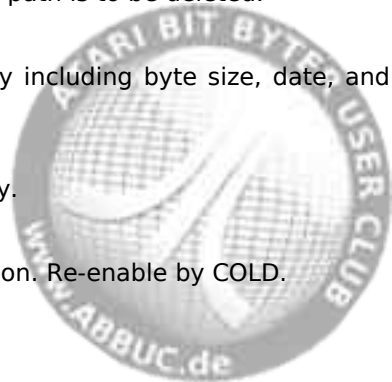 path is to be deleted.
y including byte size, date, and
y.
on. Re-enable by COLD.
ATARI BIT BYTER USER CLUB
www.ABBUC.de